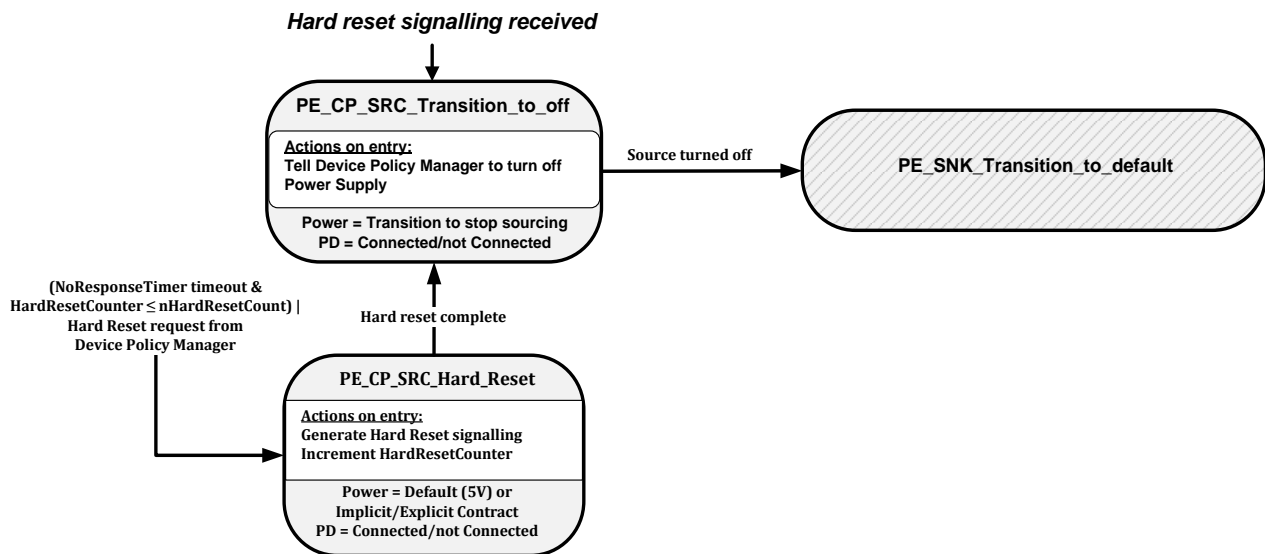 Hard reset signalling received
PE_CP_SRC_Transition_to_off
Actions on entry:
Tell Device Policy Manager to turn off
Power Supply
Power = Transition to stop sourcing
PD = Connected/not Connected
Source turned off
PE_SNK_Transition_to_default
(NoResponseTimer timeout &
HardResetCounter ≤ nHardResetCount) |
Hard Reset request from
Device Policy Manager
Hard reset complete
PE_CP_SRC_Hard_Reset
Actions on entry:
Generate Hard Reset signalling
Increment HardResetCounter
Power = Default (5V) or
Implicit/Explicit Contract
PD = Connected/not Connected